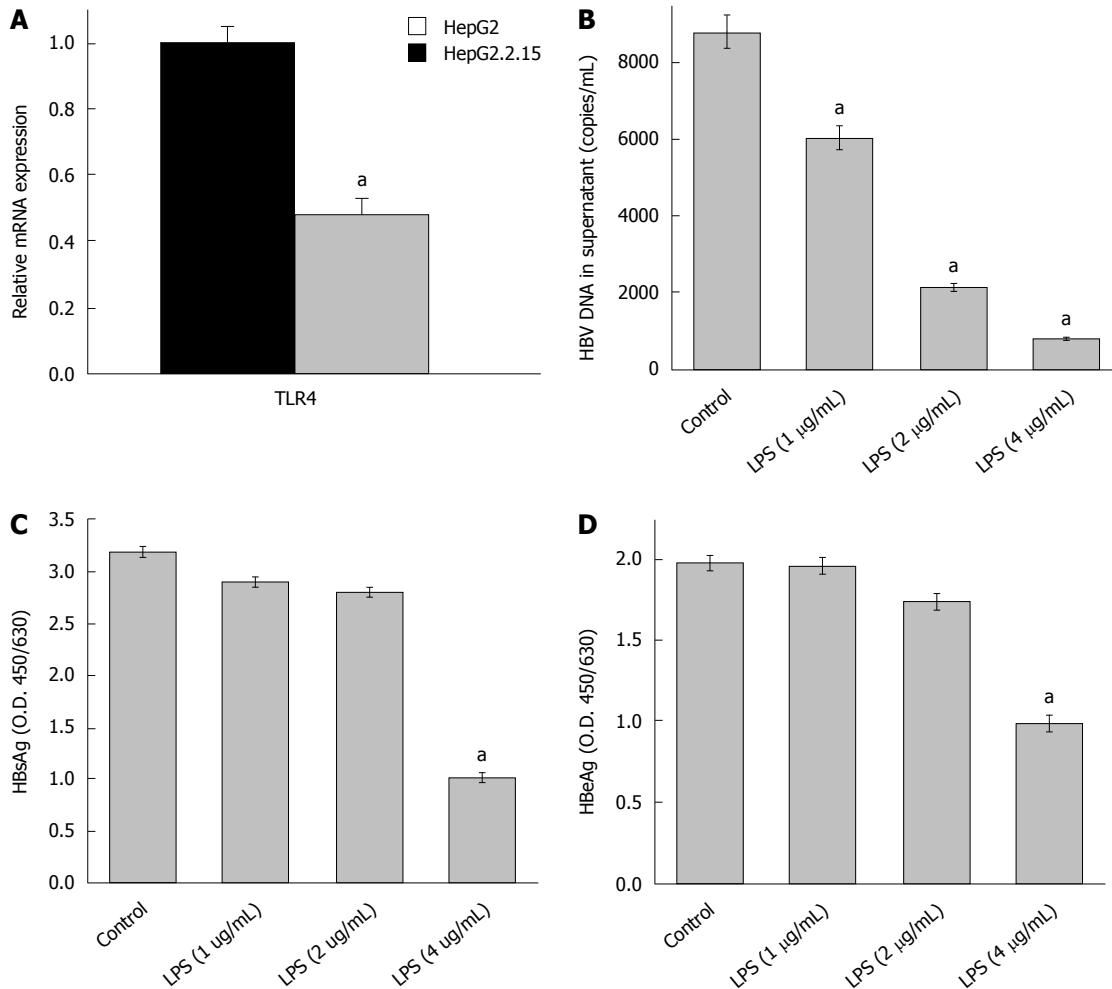 A
HepG2
HepG2.2.15
Relative mRNA expression
1.0
0.8
0.6
0.4
0.2
0.0
a
TLR4
B
HBV DNA in supernatant (copies/mL)
8000
6000
4000
2000
0
a
a
a
Control
LPS (1 μg/mL)
LPS (2 μg/mL)
LPS (4 μg/mL)
C
HBsAg (O.D. 450/630)
3.5
3.0
2.5
2.0
1.5
1.0
0.5
0.0
a
Control
LPS (1 ug/mL)
LPS (2 ug/mL)
LPS (4 ug/mL)
D
HBeAg (O.D. 450/630)
2.0
1.5
1.0
0.5
0.0
a
Control
LPS (1 μg/mL)
LPS (2 μg/mL)
LPS (4 μg/mL)